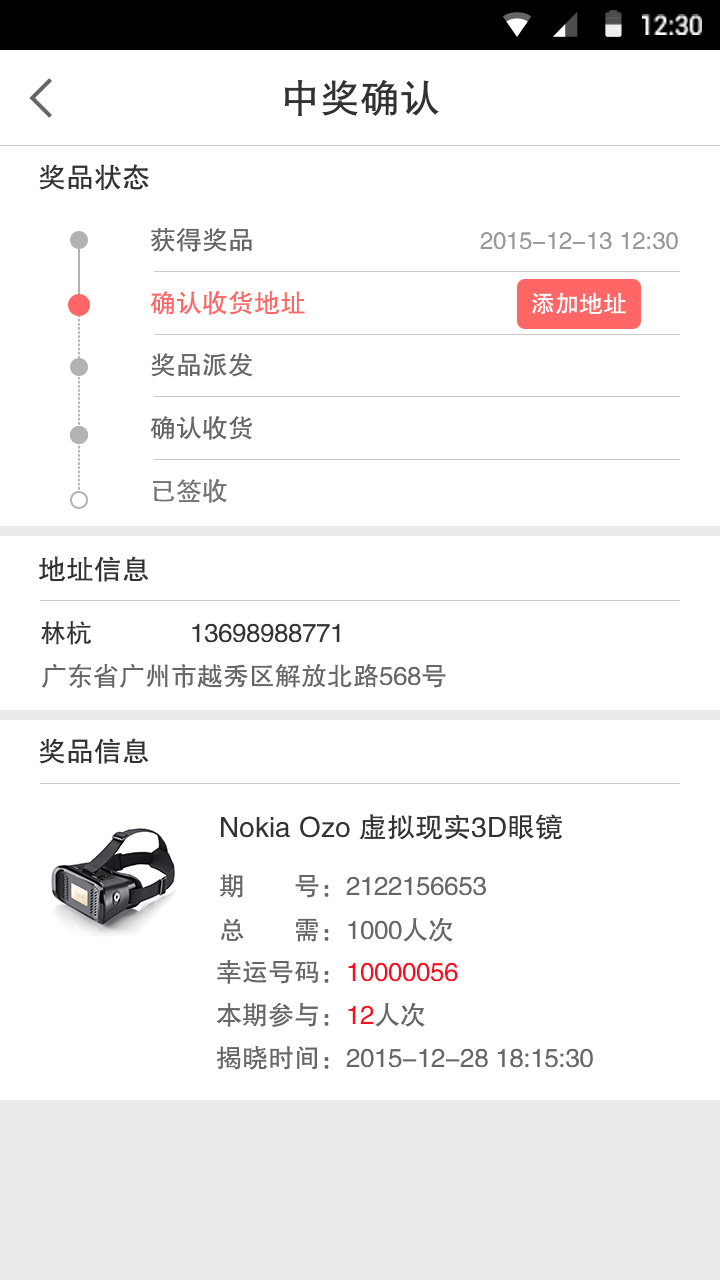 12:30
中奖确认
奖品状态
获得奖品 2015-12-13 12:30
确认收货地址 添加地址
奖品派发
确认收货
已签收
地址信息
林杭 13698988771
广东省广州市越秀区解放北路568号
奖品信息
Nokia Ozo 虚拟现实3D眼镜
期 号：2122156653
总 需：1000人次
幸运号码：10000056
本期参与：12人次
揭晓时间：2015-12-28 18:15:30